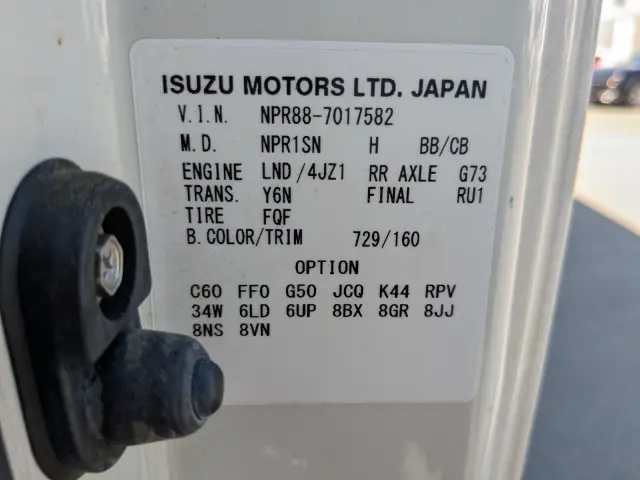 ISUZU MOTORS LTD. JAPAN
V.I.N. NPR88-7017582
M.D. NPR1SN H BB/CB
ENGINE LND/4JZ1 RR AXLE G73
TRANS. Y6N FINAL RU1
TIRE FQF
B.COLOR/TRIM 729/160
OPTION
C60 FF0 G50 JCQ K44 RPV
34W 6LD 6UP 8BX 8GR 8JJ
8NS 8VN